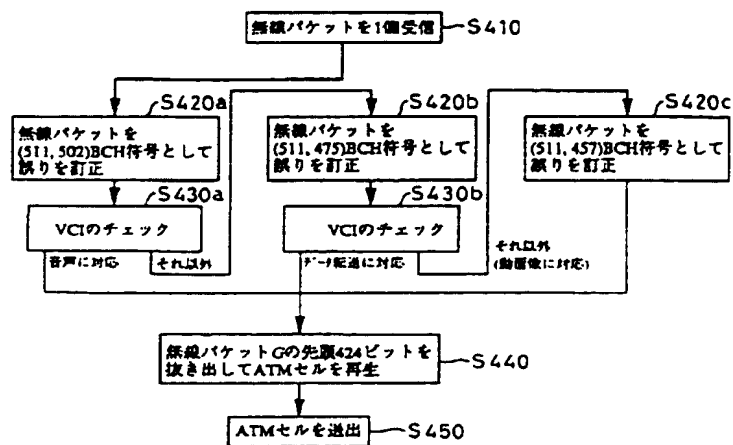 無線パケットを1個受信
S410
S420a
S420b
S420c
無線パケットを
(511, 502)BCH符号として
誤りを訂正
無線パケットを
(511, 475)BCH符号として
誤りを訂正
無線パケットを
(511, 457)BCH符号として
誤りを訂正
S430a
S430b
VCIのチェック
VCIのチェック
音声に対応
それ以外
データ転送に対応
それ以外
(動画像に対応)
無線パケットGの先頭424ビットを
抜き出してATMセルを再生
S440
ATMセルを送出
S450